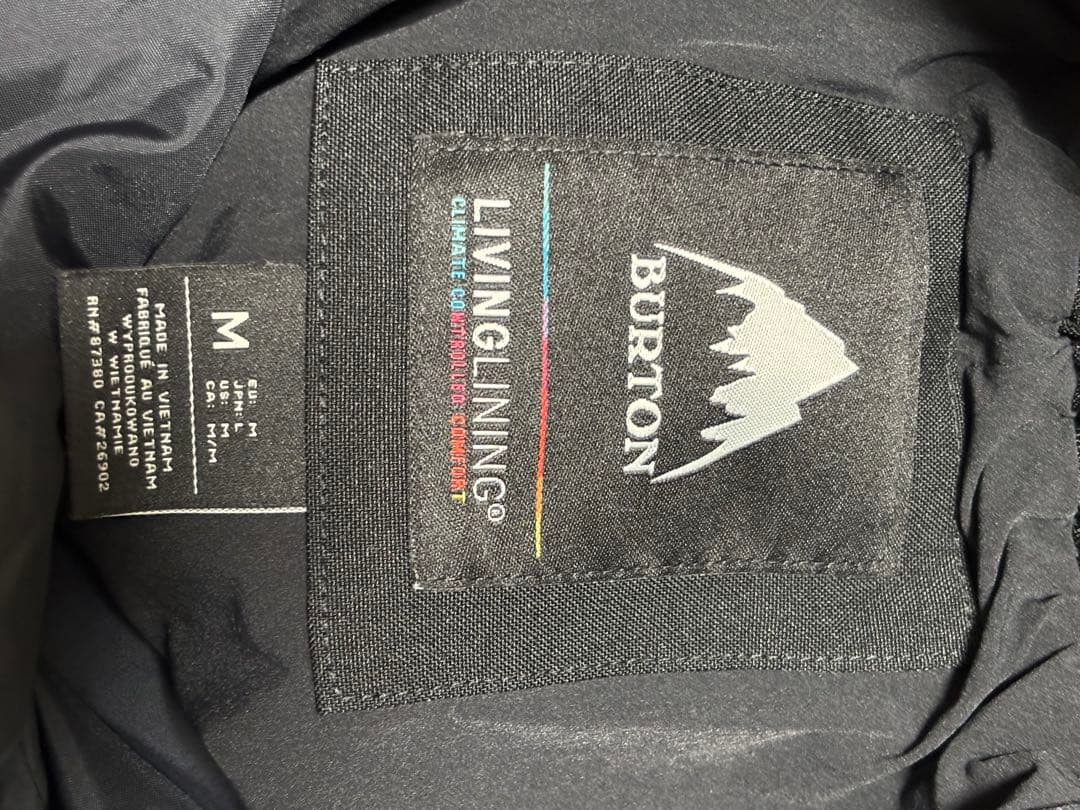 BURTON
LIVINGLINING®
CLIMATE CONTROLLED COMFORT
M
EU: M
JPN: L
US: M
CA: M/M
MADE IN VIETNAM
FABRIQUÉ AU VIETNAM
WYPRODUKOWANO
W WIETNAMIE
RN#87380 CA#26902